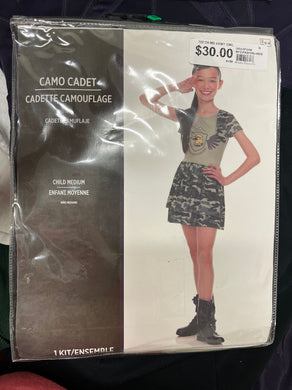 $30.00
CAMO CADET
CADETTE CAMOUFLAGE
CHILD MEDIUM
ENFANT MOYENNE
1 KIT/ENSEMBLE